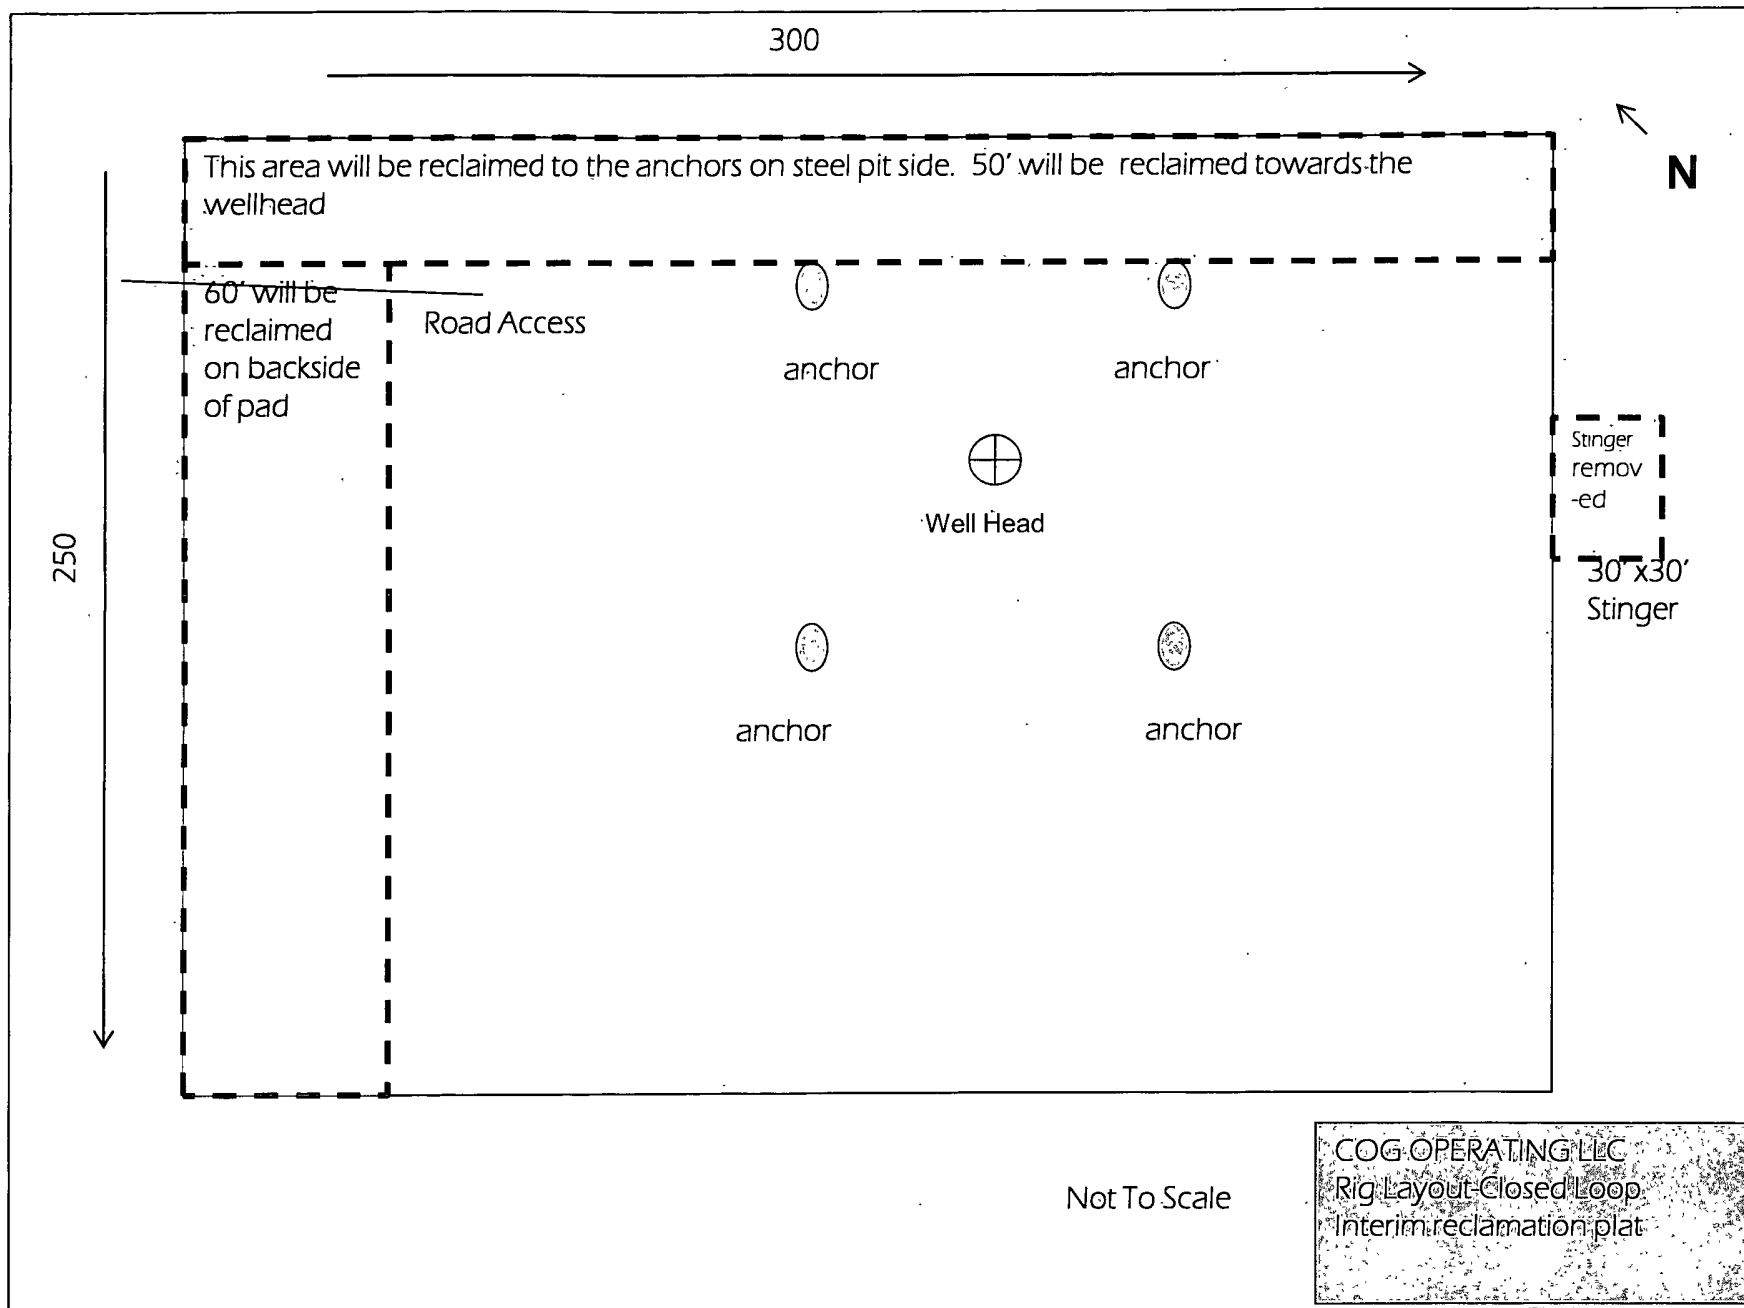 300
N
This area will be reclaimed to the anchors on steel pit side. 50' will be reclaimed towards the
wellhead
60' will be
reclaimed
on backside
of pad
Road Access
anchor
anchor
Stinger
remov
-ed
Well Head
250
30'x30'
Stinger
anchor
anchor
Not To Scale
COG OPERATING LLC
Rig Layout-Closed Loop
Interim reclamation plat